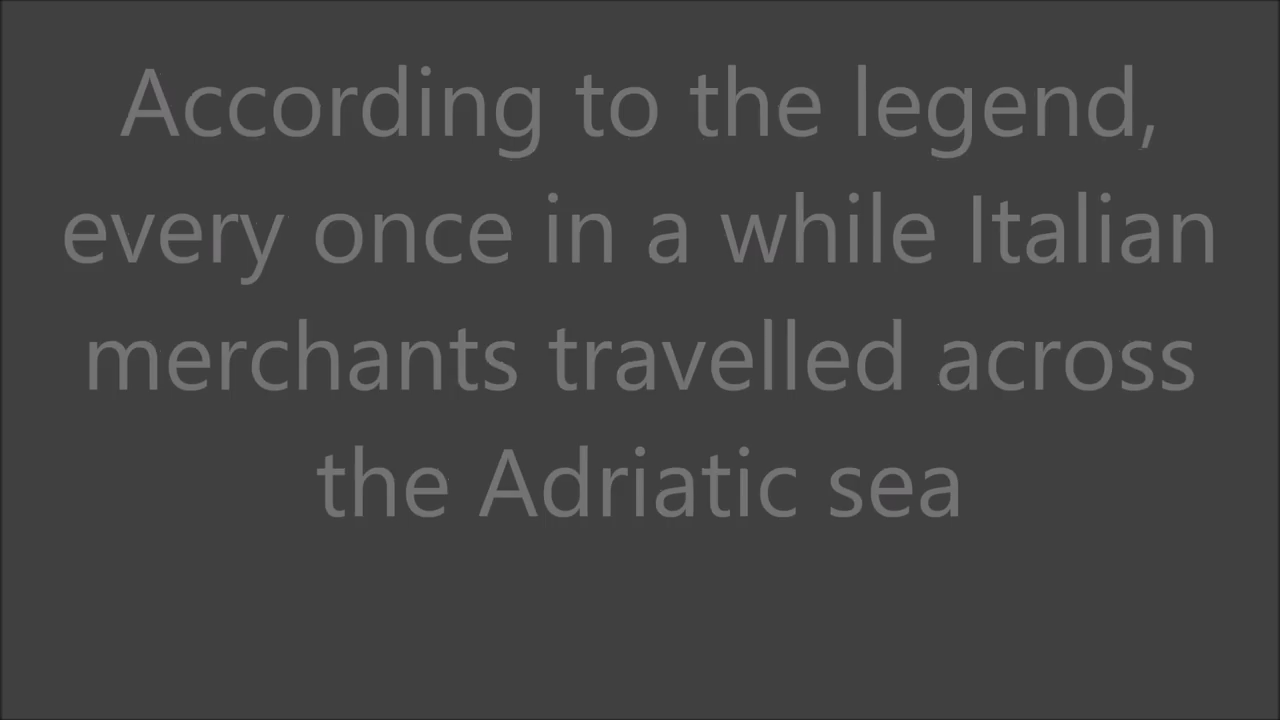 According to the legend,
every once in a while Italian
merchants travelled across
the Adriatic sea